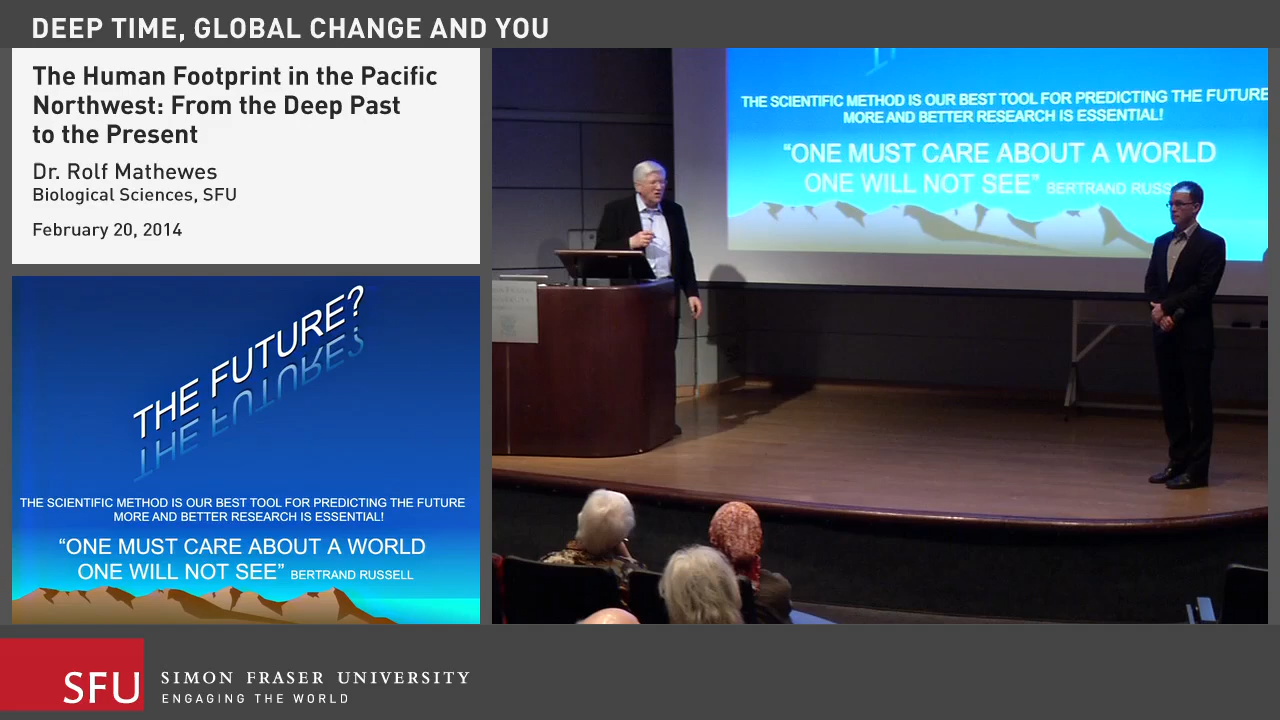 DEEP TIME, GLOBAL CHANGE AND YOU
The Human Footprint in the Pacific
Northwest: From the Deep Past
to the Present
Dr. Rolf Mathewes
Biological Sciences, SFU
February 20, 2014
THE FUTURE?
THE SCIENTIFIC METHOD IS OUR BEST TOOL FOR PREDICTING THE FUTURE
MORE AND BETTER RESEARCH IS ESSENTIAL!
“ONE MUST CARE ABOUT A WORLD
ONE WILL NOT SEE” BERTRAND RUSSELL
THE SCIENTIFIC METHOD IS OUR BEST TOOL FOR PREDICTING THE FUTURE
MORE AND BETTER RESEARCH IS ESSENTIAL!
“ONE MUST CARE ABOUT A WORLD
ONE WILL NOT SEE” BERTRAND RUSS
SFU SIMON FRASER UNIVERSITY
ENGAGING THE WORLD